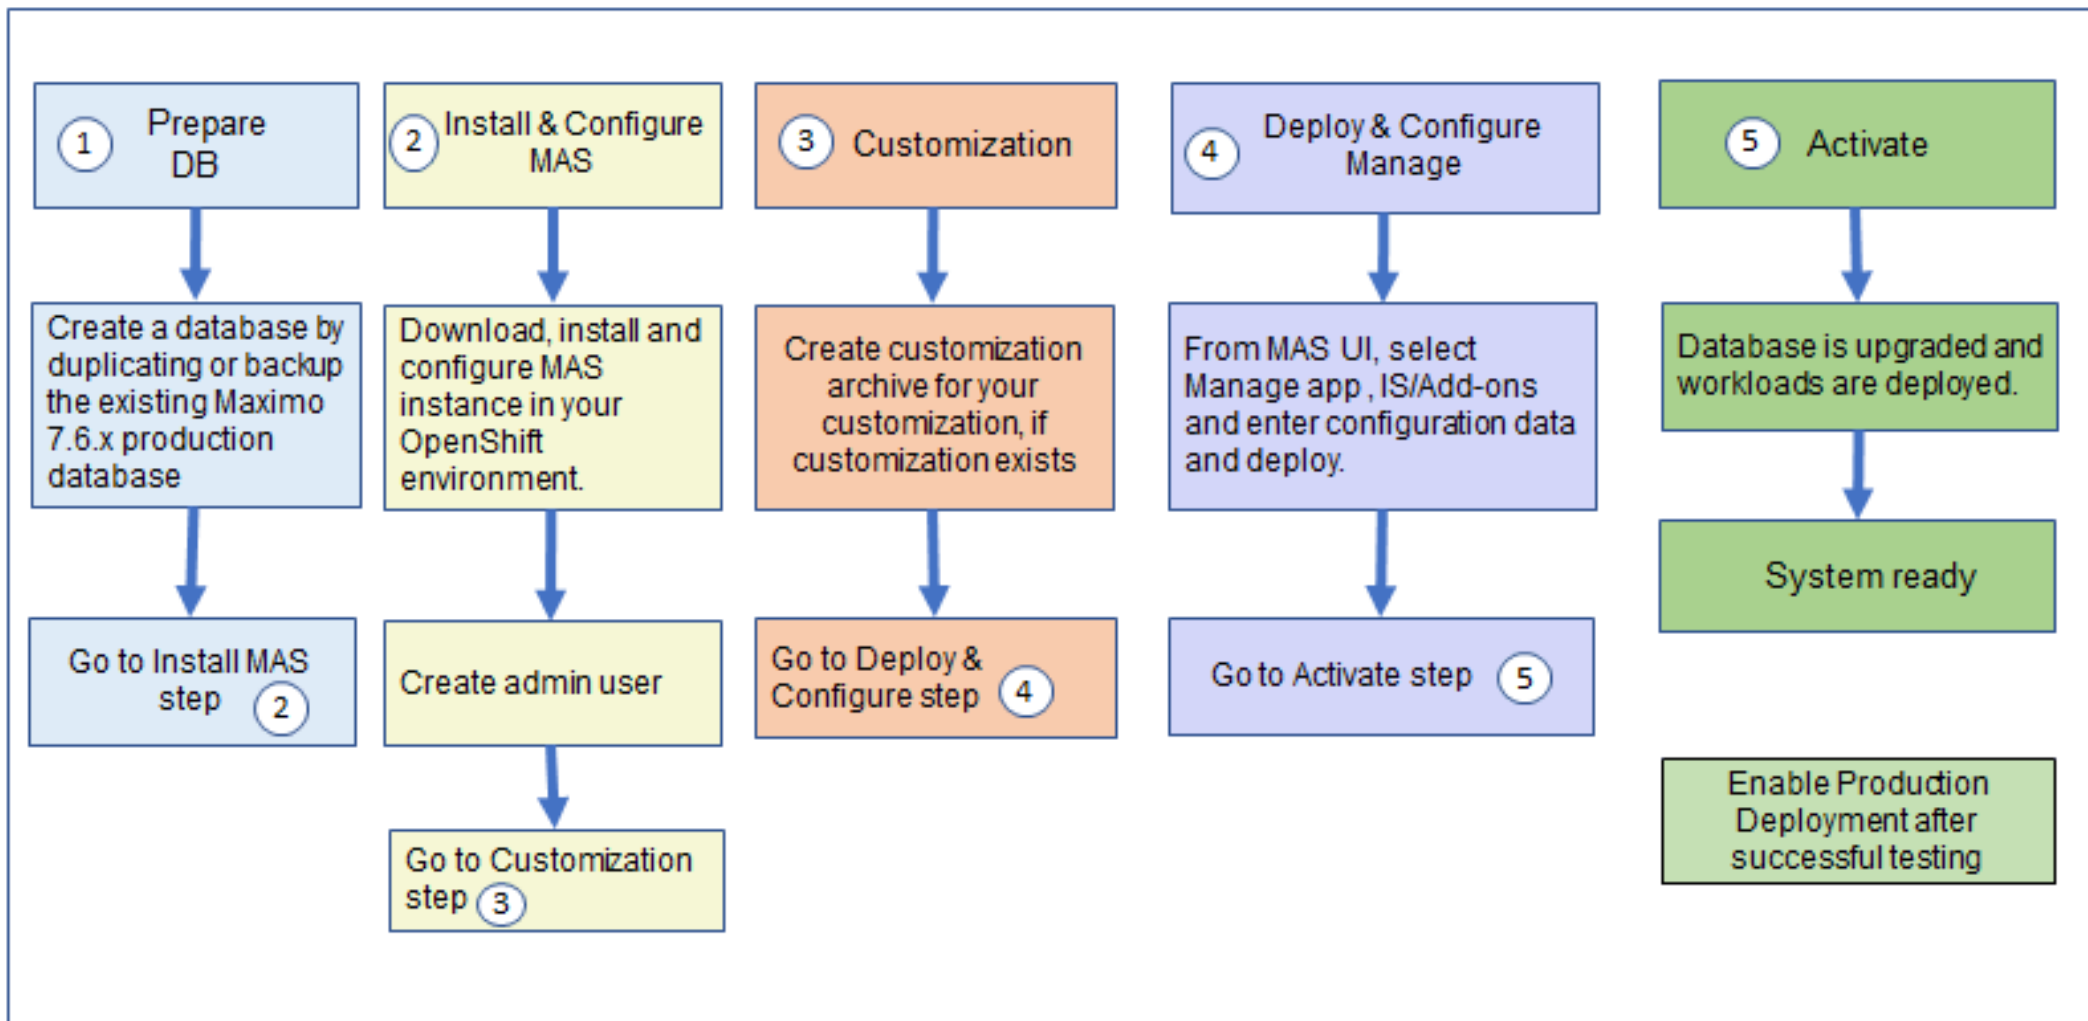 1
Prepare
DB
Create a database by
duplicating or backup
the existing Maximo
7.6.x production
database
Go to Install MAS
step 2
2
Install & Configure
MAS
Download, install and
configure MAS
instance in your
OpenShift
environment.
Create admin user
Go to Customization
step 3
3 Customization
Create customization
archive for your
customization, if
customization exists
Go to Deploy &
Configure step 4
4
Deploy & Configure
Manage
From MAS UI, select
Manage app , IS/Add-ons
and enter configuration data
and deploy.
Go to Activate step 5
5 Activate
Database is upgraded and
workloads are deployed.
System ready
Enable Production
Deployment after
successful testing